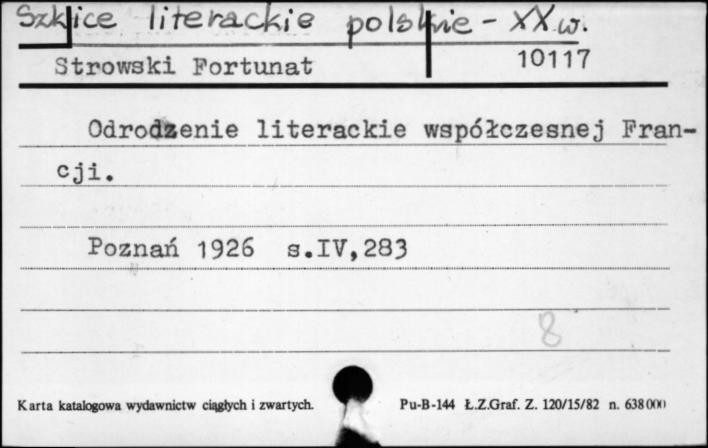 Szkice literackie polskie - XX w.
Strowski Fortunat 10117
Odrodzenie literackie współczesnej Fran-
cji.
Poznań 1926 s.IV,283
8
Karta katalogowa wydawnictw ciągłych i zwartych. Pu-B-144 Ł.Z.Graf. Z. 120/15/82 n. 638000